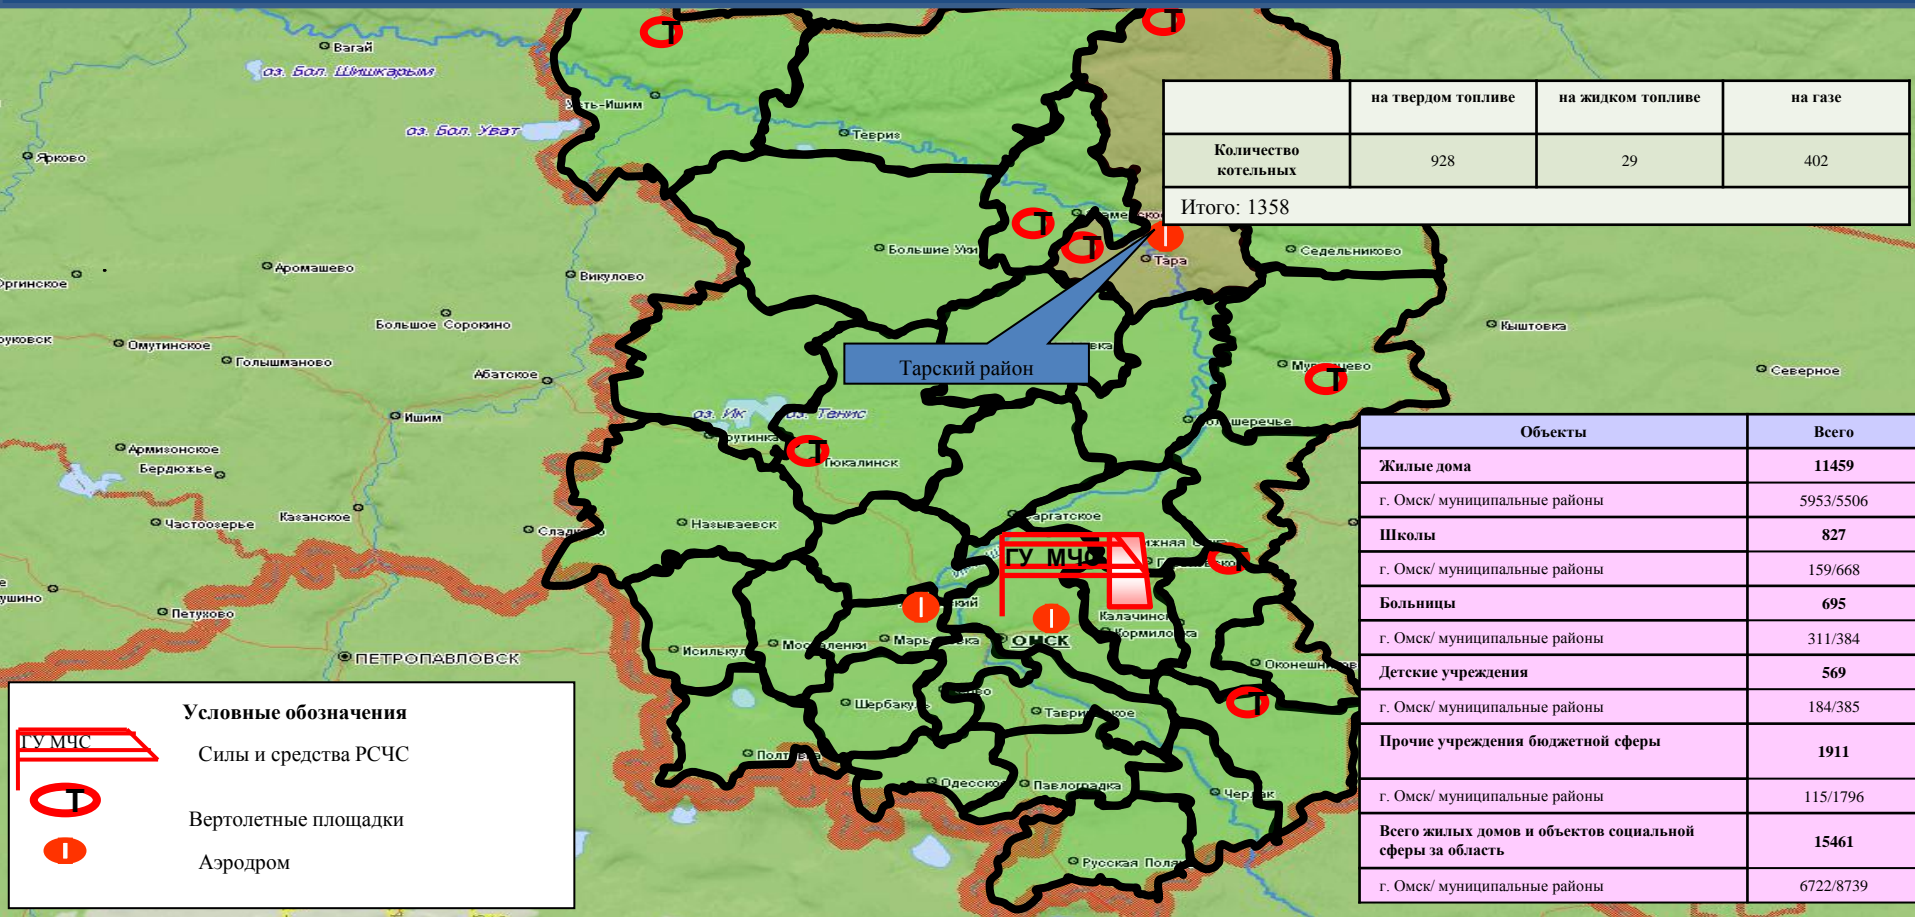 Вагай
оз. Бол. Шишкарым
Усть-Ишим
оз. Бол. Уват
Тевриз
Ярково
на твердом топливе
на жидком топливе
на газе
Количество
котельных
928
29
402
Итого: 1358
Т
Т
Т
Т
Большие Уки
Тара
Седельниково
Аромашево
Викулово
Большое Сорокино
Омутинское
Голышманово
Абатское
Кыштовка
Северное
Тарский район
Т
Ишим
оз. Ик
оз. Тенис
Т
Тюкалинск
Армизонское
Бердюжье
Частоозерье
Казанское
Называевск
ГУ МЧС
Т
Петухово
ПЕТРОПАВЛОВСК
Исилькуль
ОМСК
Калачинск
Кормиловка
Т
Щербакуль
Одесское
Павлоградка
Черлак
Русская Поляна
Объекты
Всего
Жилые дома
11459
г. Омск/ муниципальные районы
5953/5506
Школы
827
г. Омск/ муниципальные районы
159/668
Больницы
695
г. Омск/ муниципальные районы
311/384
Детские учреждения
569
г. Омск/ муниципальные районы
184/385
Прочие учреждения бюджетной сферы
1911
г. Омск/ муниципальные районы
115/1796
Всего жилых домов и объектов социальной
сферы за область
15461
г. Омск/ муниципальные районы
6722/8739
Условные обозначения
ГУ МЧС
Силы и средства РСЧС
Т
Вертолетные площадки
Аэродром